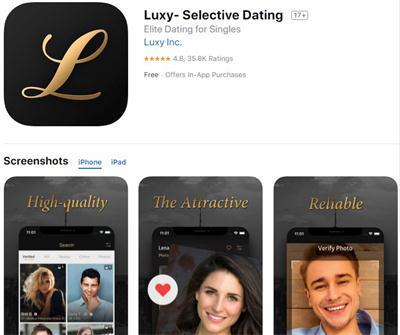 L
Luxy- Selective Dating 17+
Elite Dating for Singles
Luxy Inc.
★★★★★ 4.8, 35.8K Ratings
Free · Offers In-App Purchases
Screenshots iPhone iPad
High-quality
11:01
Search
Verified
The Attractive
11:01
Lena
Photo
Reliable
11:01
Verify Photo